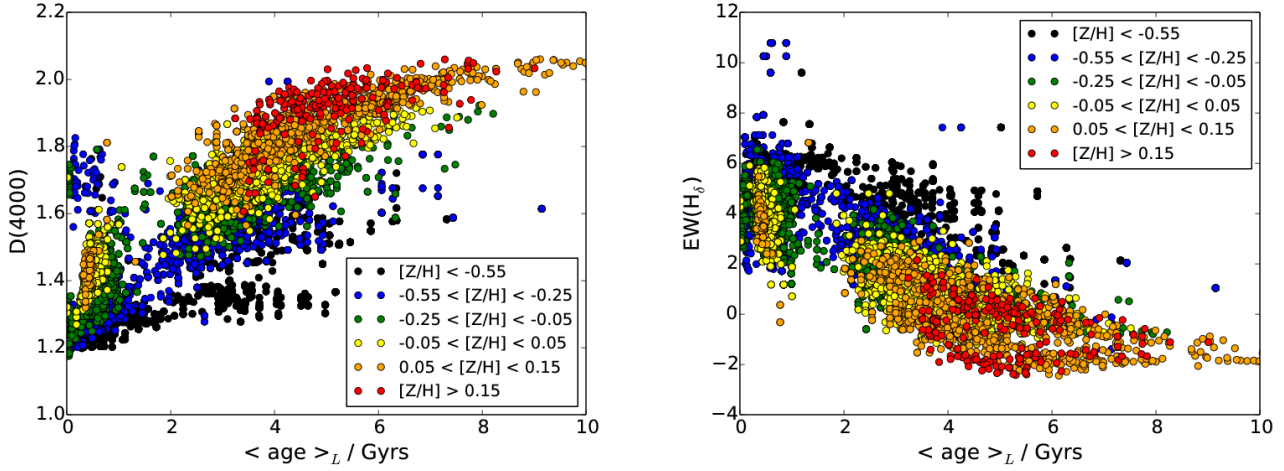 2.2
2.0
1.8
1.6
1.4
1.2
1.0
D(4000)
[Z/H] < -0.55
-0.55 < [Z/H] < -0.25
-0.25 < [Z/H] < -0.05
-0.05 < [Z/H] < 0.05
0.05 < [Z/H] < 0.15
[Z/H] > 0.15
0 2 4 6 8 10
< age >L / Gyrs
12
10
8
6
4
2
0
−2
−4
EW(Hδ)
[Z/H] < -0.55
-0.55 < [Z/H] < -0.25
-0.25 < [Z/H] < -0.05
-0.05 < [Z/H] < 0.05
0.05 < [Z/H] < 0.15
[Z/H] > 0.15
0 2 4 6 8 10
< age >L / Gyrs